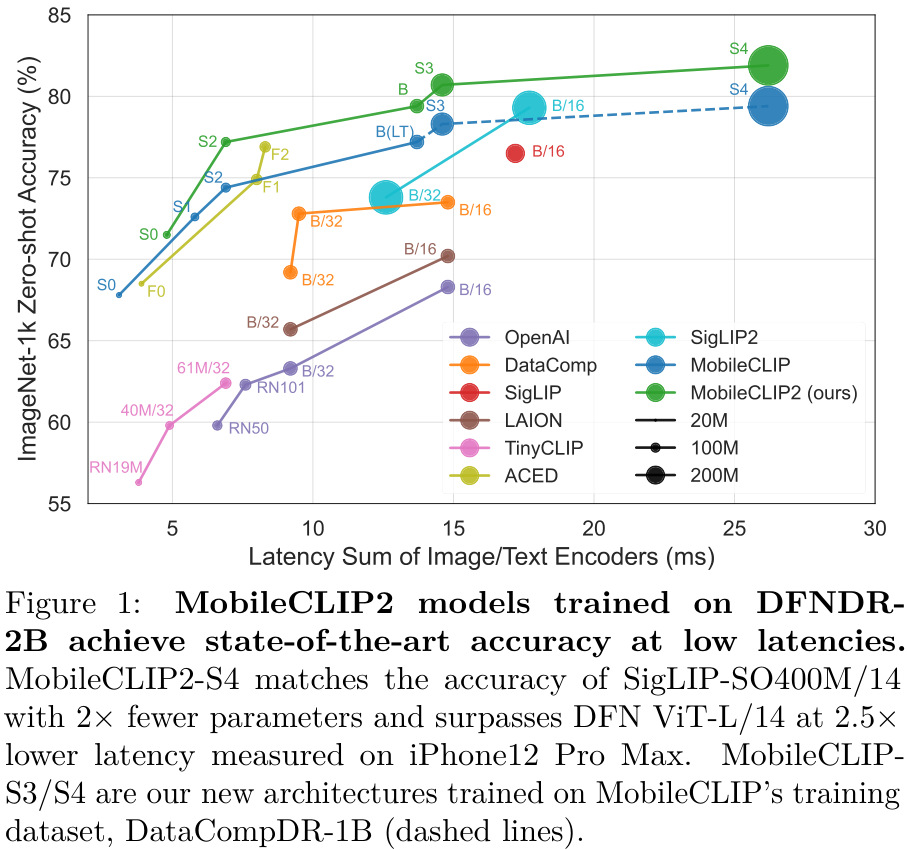 85
80
75
70
65
60
55
ImageNet-1k Zero-shot Accuracy (%)
S4
S3
B
S4
S3
B/16
B(LT)
S2
B/16
F2
S2
F1
B/32
S1
B/16
B/32
S0
B/16
B/32
S0
F0
B/16
B/32
61M/32
B/32
RN101
40M/32
RN50
RN19M
OpenAI
DataComp
SigLIP
LAION
TinyCLIP
ACED
SigLIP2
MobileCLIP
MobileCLIP2 (ours)
20M
100M
200M
5
10
15
20
25
30
Latency Sum of Image/Text Encoders (ms)
Figure 1: MobileCLIP2 models trained on DFNDR-
2B achieve state-of-the-art accuracy at low latencies.
MobileCLIP2-S4 matches the accuracy of SigLIP-SO400M/14
with 2× fewer parameters and surpasses DFN ViT-L/14 at 2.5×
lower latency measured on iPhone12 Pro Max. MobileCLIP-
S3/S4 are our new architectures trained on MobileCLIP's training
dataset, DataCompDR-1B (dashed lines).